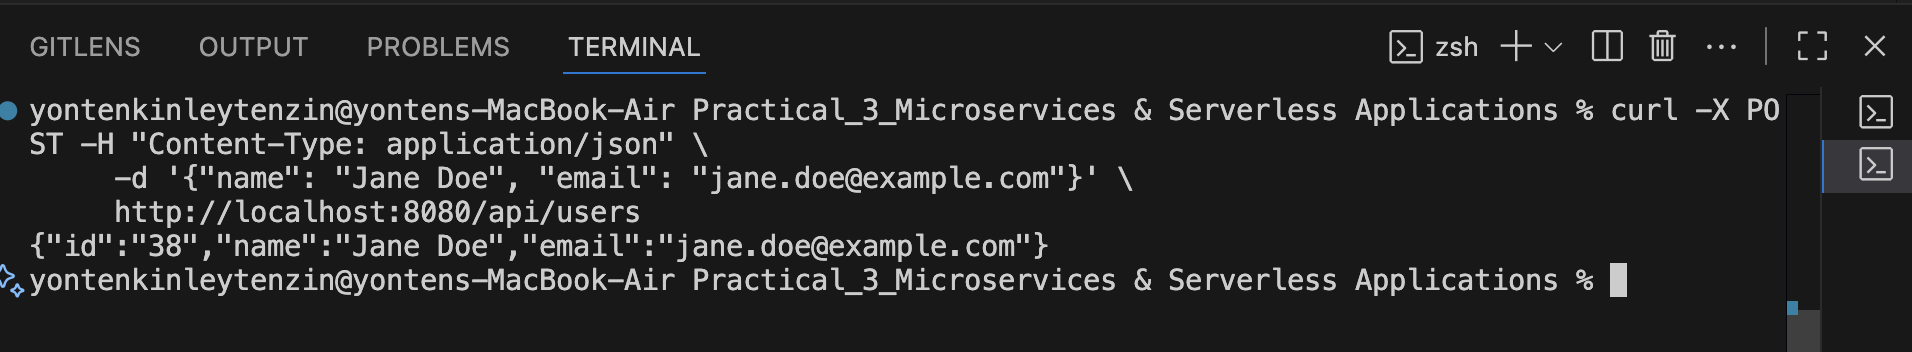 GITLENS OUTPUT PROBLEMS TERMINAL zsh
yontenkinleytenzin@yontens-MacBook-Air Practical_3_Microservices & Serverless Applications % curl -X PO
ST -H "Content-Type: application/json" \
-d '{"name": "Jane Doe", "email": "jane.doe@example.com"}' \
http://localhost:8080/api/users
{"id":"38","name":"Jane Doe","email":"jane.doe@example.com"}
yontenkinleytenzin@yontens-MacBook-Air Practical_3_Microservices & Serverless Applications %